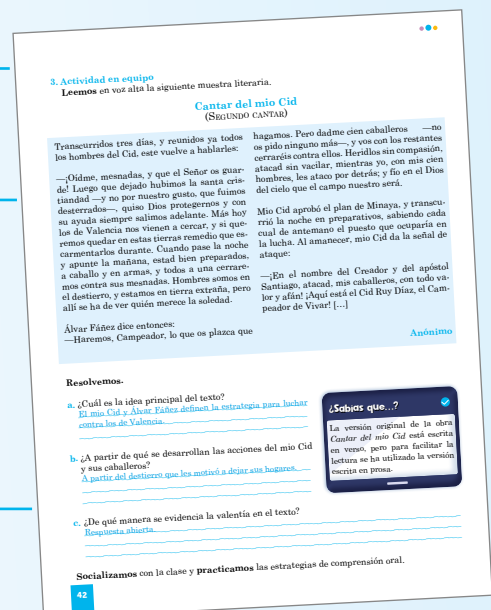 3. Actividad en equipo
Leemos en voz alta la siguiente muestra literaria.
Cantar del mio Cid
(SEGUNDO CANTAR)
Transcurridos tres días, y reunidos ya todos
los hombres del Cid, este vuelve a hablarles:
—¡Oídme, mesnadas, y que el Señor os guar-
de! Luego que dejado hubimos la santa cris-
tiandad —y no por nuestro gusto, que fuimos
desterrados—, quiso Dios protegernos y con
su ayuda siempre salimos adelante. Mas hoy
los de Valencia nos vienen a cercar, y si que-
remos quedar en estas tierras remedio que es-
carmentarlos durante. Cuando pase la noche
y apunte la mañana, estad bien preparados,
a caballo y en armas, y todos a una cerrare-
mos contra sus mesnadas. Hombres somos en
el destierro, y estamos en tierra extraña, pero
allí se ha de ver quién merece la soledad.
Álvar Fáñez dice entonces:
—Haremos, Campeador, lo que os plazca que
hagamos. Pero dadme cien caballeros —no
os pido ninguno más—, y vos con los restantes
cerraréis contra ellos. Heridlos sin compasión,
atacad sin vacilar, mientras yo, con mis cien
hombres, les ataco por detrás; y fío en el Dios
del cielo que el campo nuestro será.
Mio Cid aprobó el plan de Minaya, y transcu-
rrió la noche en preparativos, sabiendo cada
cual de antemano el puesto que ocuparía en
la lucha. Al amanecer, mio Cid da la señal de
ataque:
—¡En el nombre del Creador y del apóstol
Santiago, atacad, mis caballeros, con todo va-
lor y afán! ¡Aquí está el Cid Ruy Díaz, el Cam-
peador de Vivar! [...]
Anónimo
Resolvemos.
a. ¿Cuál es la idea principal del texto?
El mio Cid y Álvar Fáñez definen la estrategia para luchar
contra los de Valencia.
b. ¿A partir de qué se desarrollan las acciones del mio Cid
y sus caballeros?
A partir del destierro que les motivó a dejar sus hogares.
¿Sabías que...?
La versión original de la obra
Cantar del mio Cid está escrita
en verso, pero para facilitar la
lectura se ha utilizado la versión
escrita en prosa.
c. ¿De qué manera se evidencia la valentía en el texto?
Respuesta abierta.
Socializamos con la clase y practicamos las estrategias de comprensión oral.
42